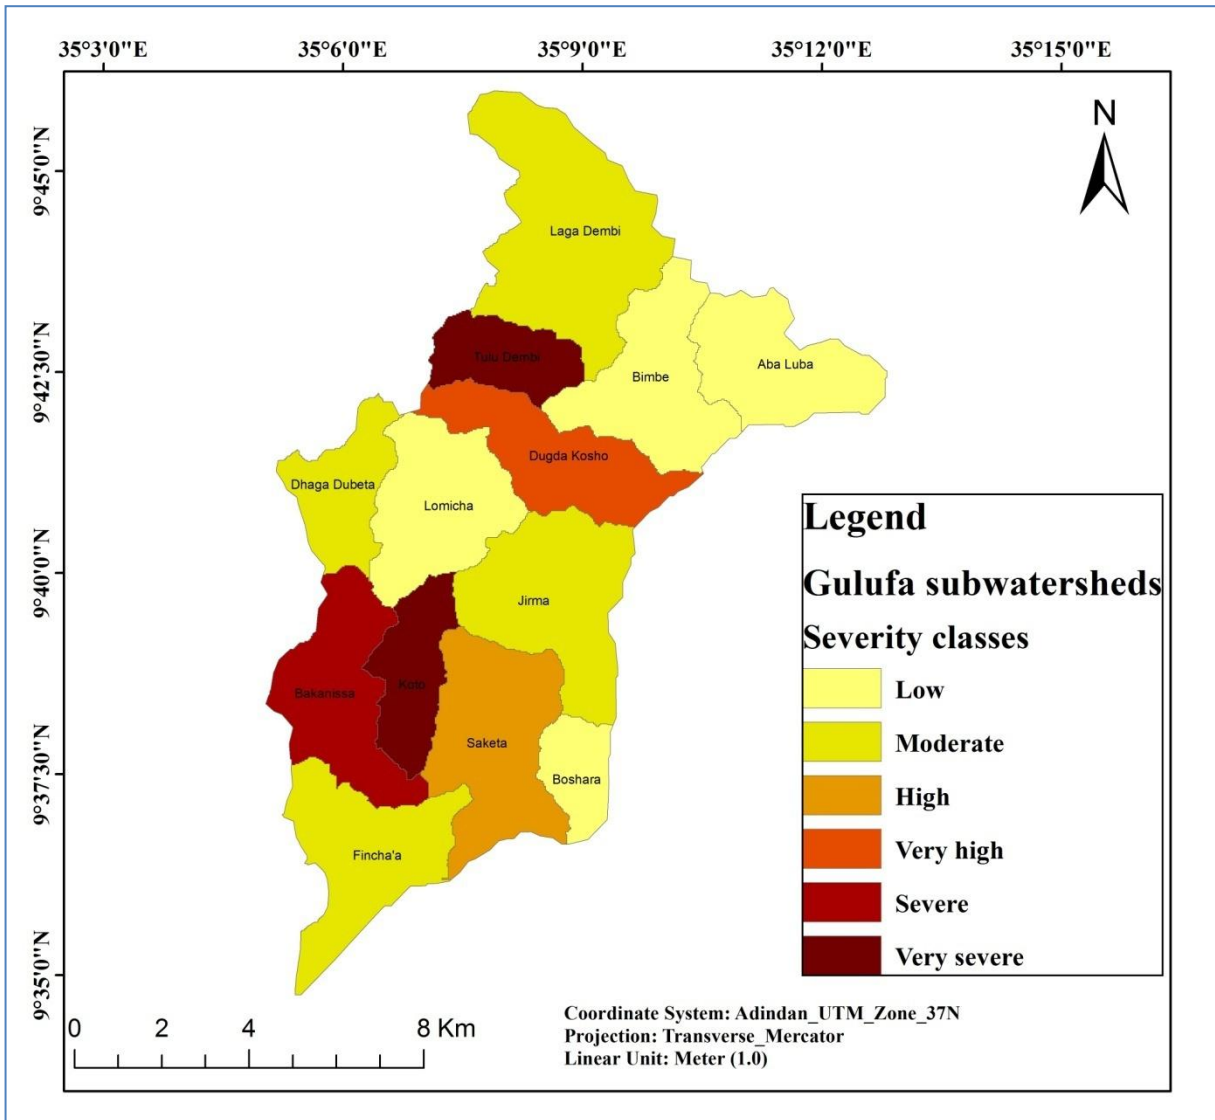 35°3'0"E 35°6'0"E 35°9'0"E 35°12'0"E 35°15'0"E
N
9°45'0"N
Laga Dembi
9°42'30"N
Tulu Dembi
Bimbe
Aba Luba
Dugda Kosho
Dhaga Dubeta
Lomicha
9°40'0"N
Jirma
Bakanissa
Koto
Saketa
9°37'30"N
Boshara
Fincha'a
9°35'0"N
Legend
Gulufa subwatersheds
Severity classes
Low
Moderate
High
Very high
Severe
Very severe
0 2 4 8 Km
Coordinate System: Adindan_UTM_Zone_37N
Projection: Transverse_Mercator
Linear Unit: Meter (1.0)